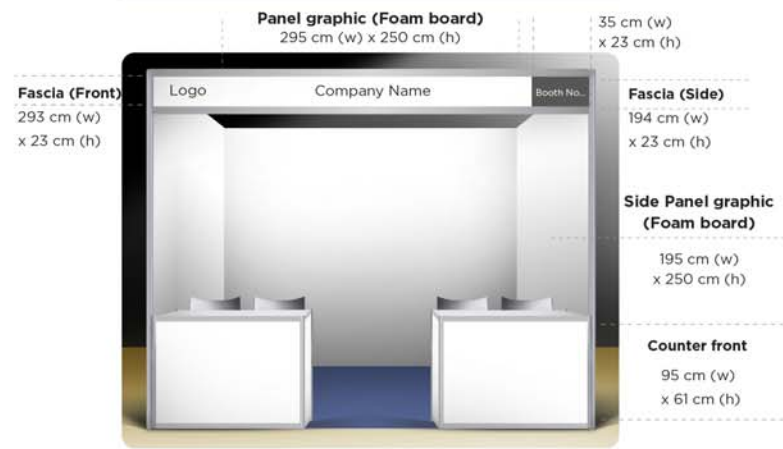 Panel graphic (Foam board)
295 cm (w) x 250 cm (h)
35 cm (w)
x 23 cm (h)
Fascia (Front)
293 cm (w)
x 23 cm (h)
Logo
Company Name
Booth No...
Fascia (Side)
194 cm (w)
x 23 cm (h)
Side Panel graphic
(Foam board)
195 cm (w)
x 250 cm (h)
Counter front
95 cm (w)
x 61 cm (h)